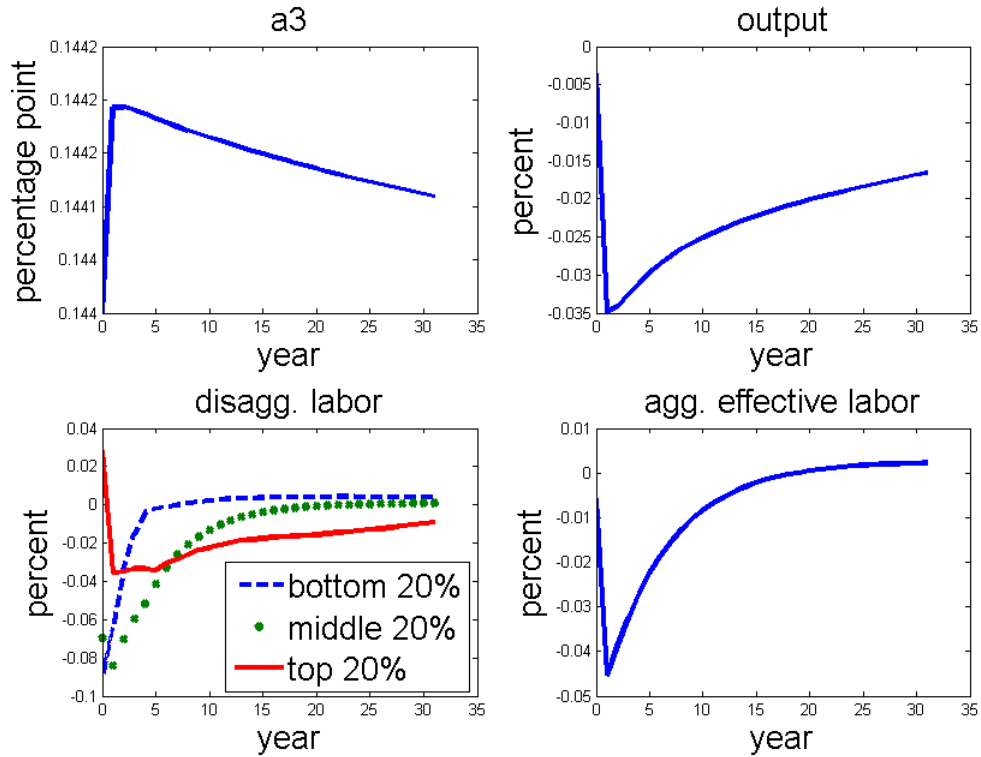 a3
percentage point
0.1442
0.1442
0.1442
0.1441
0.144
0.144
0 5 10 15 20 25 30 35
year
output
percent
0
-0.005
-0.01
-0.015
-0.02
-0.025
-0.03
-0.035
0 5 10 15 20 25 30 35
year
disagg. labor
percent
0.04
0.02
0
-0.02
-0.04
-0.06
-0.08
-0.1
bottom 20%
middle 20%
top 20%
0 5 10 15 20 25 30 35
year
agg. effective labor
percent
0.01
0
-0.01
-0.02
-0.03
-0.04
-0.05
0 5 10 15 20 25 30 35
year